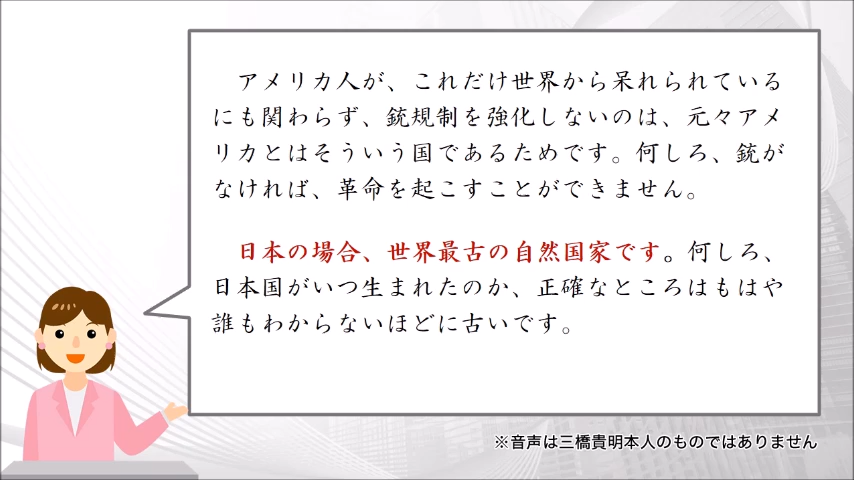 アメリカ人が、これだけ世界から呆れられている
にも関わらず、銃規制を強化しないのは、元々アメ
リカとはそういう国であるためです。何しろ、銃が
なければ、革命を起こすことができません。
日本の場合、世界最古の自然国家です。何しろ、
日本国がいつ生まれたのか、正確なところはもはや
誰もわからないほどに古いです。
※音声は三橋貴明本人のものではありません